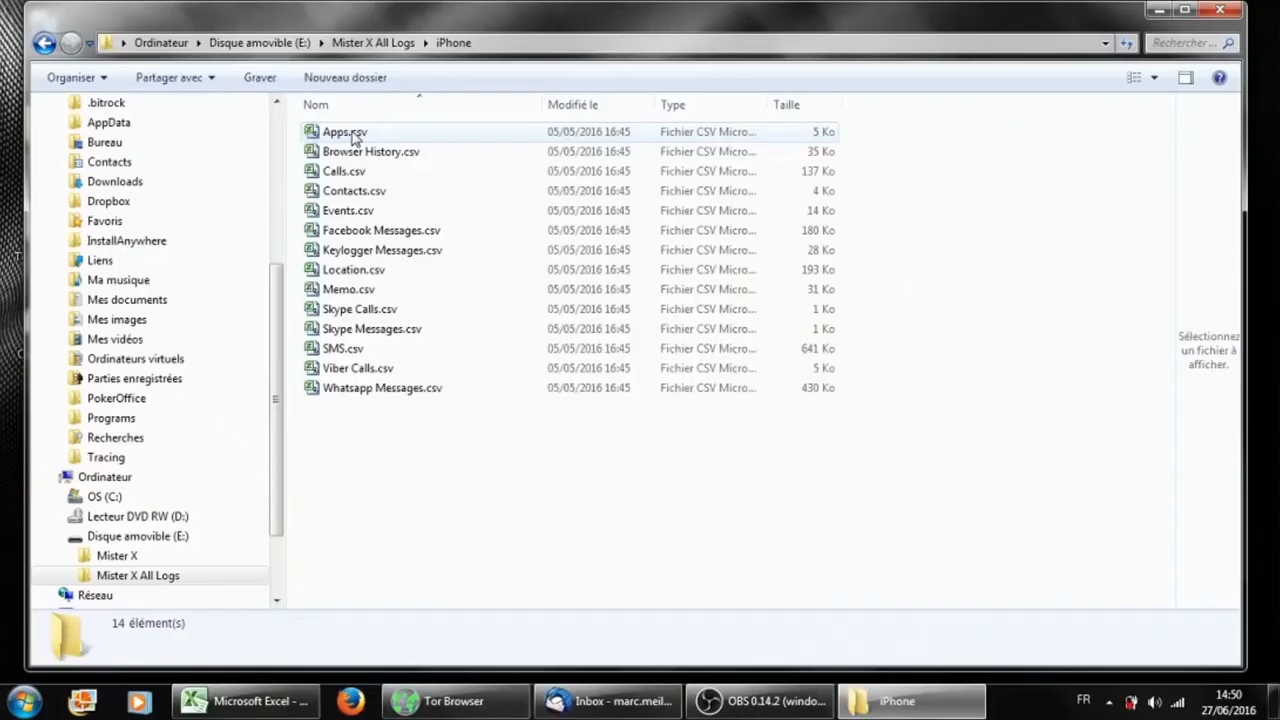 Ordinateur Disque amovible (E:) Mister X All Logs iPhone Rechercher ...
Organiser Partager avec Graver Nouveau dossier
.bitrock
AppData
Bureau
Contacts
Downloads
Dropbox
Favoris
InstallAnywhere
Liens
Ma musique
Mes documents
Mes images
Mes vidéos
Ordinateurs virtuels
Parties enregistrées
PokerOffice
Programs
Recherches
Tracing
Ordinateur
OS (C:)
Lecteur DVD RW (D:)
Disque amovible (E:)
Mister X
Mister X All Logs
Réseau
Nom Modifié le Type Taille
Apps.csv 05/05/2016 16:45 Fichier CSV Micro... 5 Ko
Browser History.csv 05/05/2016 16:45 Fichier CSV Micro... 35 Ko
Calls.csv 05/05/2016 16:45 Fichier CSV Micro... 137 Ko
Contacts.csv 05/05/2016 16:45 Fichier CSV Micro... 4 Ko
Events.csv 05/05/2016 16:45 Fichier CSV Micro... 14 Ko
Facebook Messages.csv 05/05/2016 16:45 Fichier CSV Micro... 180 Ko
Keylogger Messages.csv 05/05/2016 16:45 Fichier CSV Micro... 28 Ko
Location.csv 05/05/2016 16:45 Fichier CSV Micro... 193 Ko
Memo.csv 05/05/2016 16:45 Fichier CSV Micro... 31 Ko
Skype Calls.csv 05/05/2016 16:45 Fichier CSV Micro... 1 Ko
Skype Messages.csv 05/05/2016 16:45 Fichier CSV Micro... 1 Ko
SMS.csv 05/05/2016 16:45 Fichier CSV Micro... 641 Ko
Viber Calls.csv 05/05/2016 16:45 Fichier CSV Micro... 5 Ko
Whatsapp Messages.csv 05/05/2016 16:45 Fichier CSV Micro... 430 Ko
Sélectionnez
un fichier à
afficher.
14 élément(s)
Microsoft Excel - ... Tor Browser Inbox - marc.meil... OBS 0.14.2 (windo... iPhone FR 14:50
27/06/2016